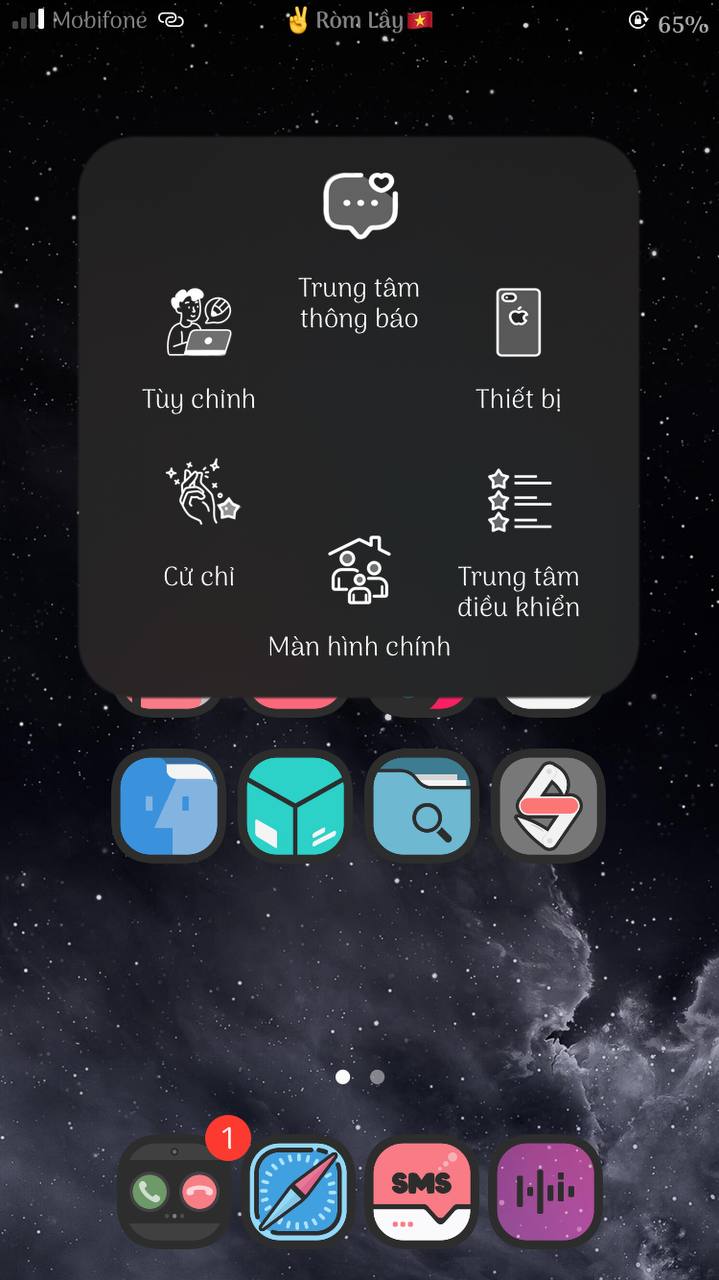 Mobifone
✌️Ròm Lầy🇻🇳
65%
Trung tâm
thông báo
Tùy chỉnh
Thiết bị
Cử chỉ
Trung tâm
điều khiển
Màn hình chính
1
SMS